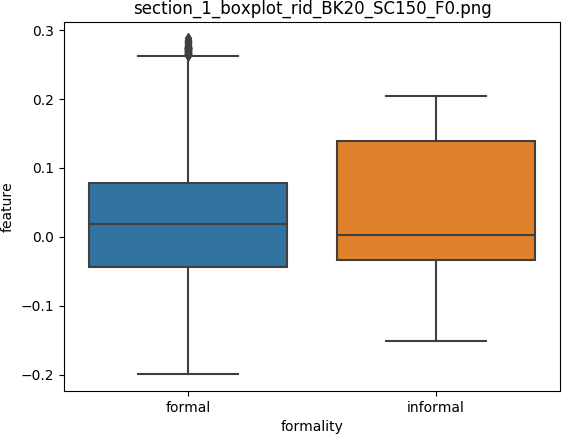 section_1_boxplot_rid_BK20_SC150_F0.png
0.3
0.2
0.1
0.0
−0.1
−0.2
feature
formal
informal
formality